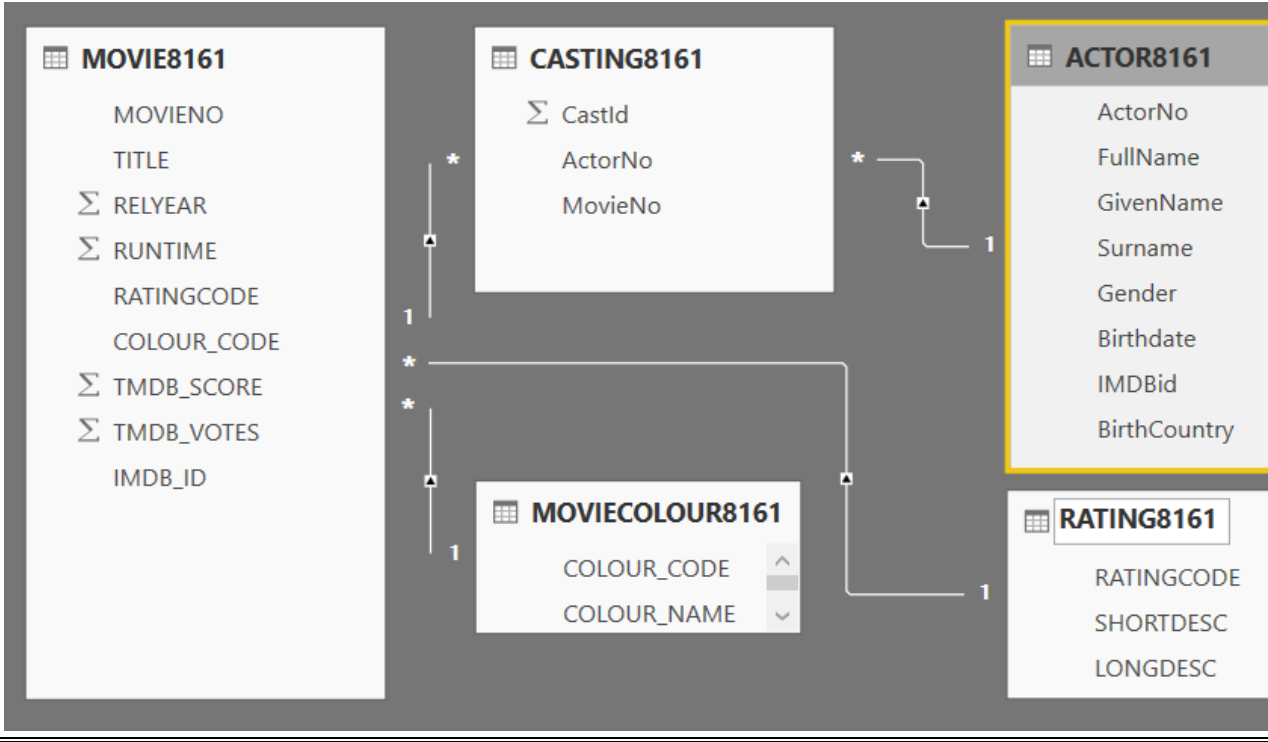 MOVIE8161
MOVIENO
TITLE
Σ RELYEAR
Σ RUNTIME
RATINGCODE
COLOUR_CODE
Σ TMDB_SCORE
Σ TMDB_VOTES
IMDB_ID
*
1
*
*
1
CASTING8161
Σ CastId
ActorNo
MovieNo
*
1
MOVIECOLOUR8161
COLOUR_CODE
COLOUR_NAME
1
ACTOR8161
ActorNo
FullName
GivenName
Surname
Gender
Birthdate
IMDBid
BirthCountry
RATING8161
RATINGCODE
SHORTDESC
LONGDESC